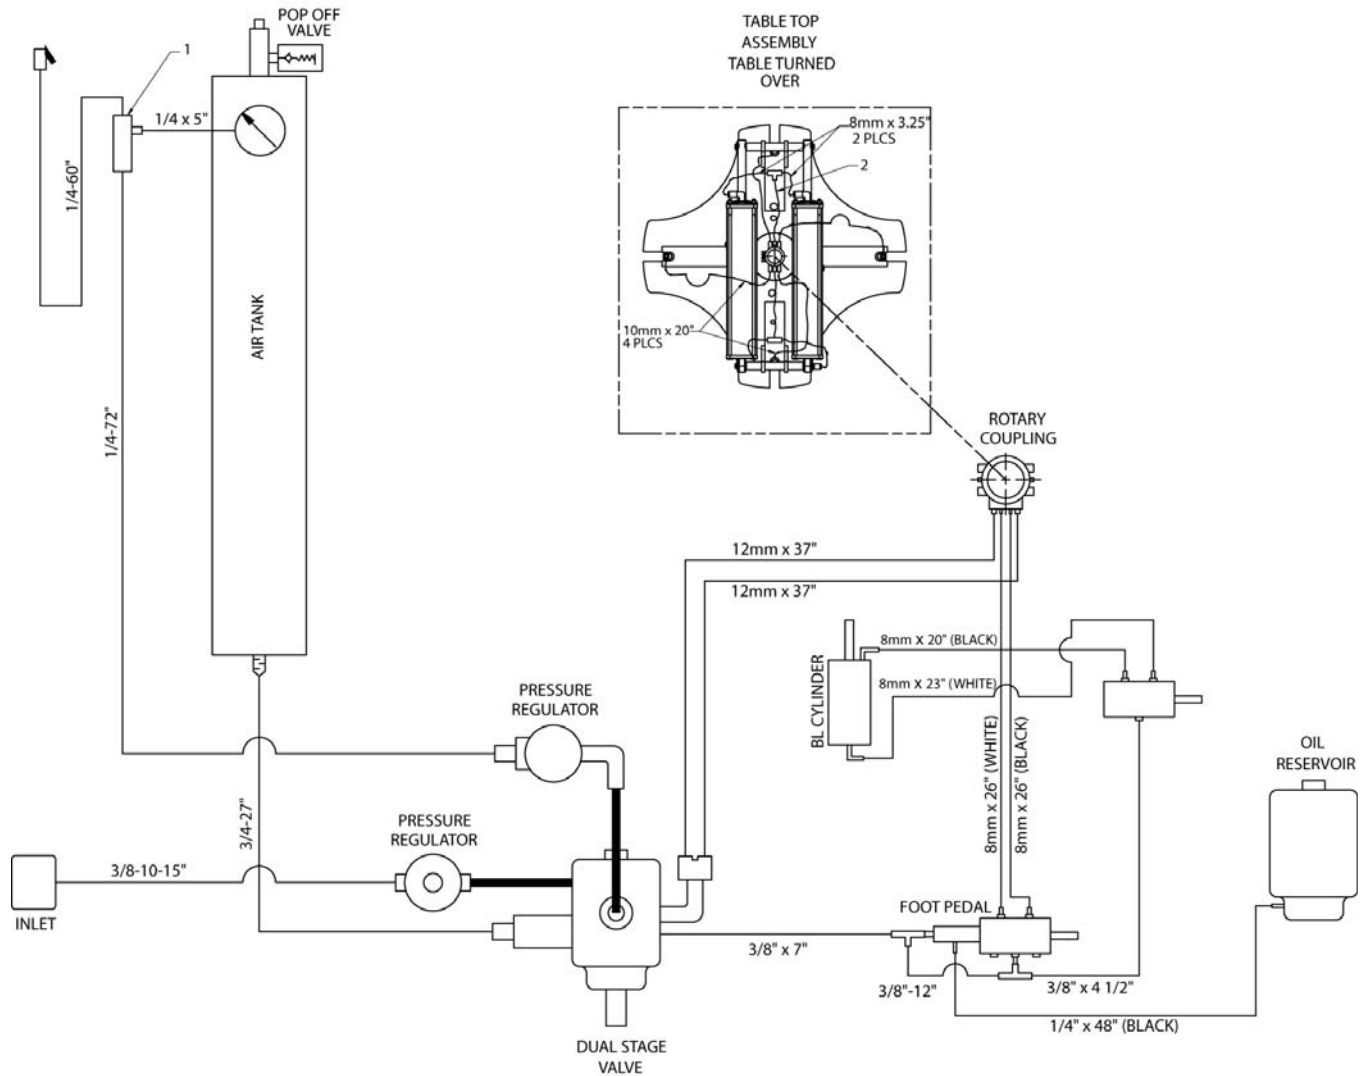 POP OFF
VALVE
1
1/4 x 5"
1/4-60"
AIR TANK
1/4-72"
TABLE TOP
ASSEMBLY
TABLE TURNED
OVER
8mm x 3.25"
2 PLCS
2
10mm x 20"
4 PLCS
ROTARY
COUPLING
12mm x 37"
12mm x 37"
8mm x 20" (BLACK)
8mm x 23" (WHITE)
BL CYLINDER
8mm x 26" (WHITE)
8mm x 26" (BLACK)
PRESSURE
REGULATOR
OIL
RESERVOIR
3/4-27"
PRESSURE
REGULATOR
3/8-10-15"
INLET
FOOT PEDAL
3/8" x 7"
3/8"-12"
3/8" x 4 1/2"
1/4" x 48" (BLACK)
DUAL STAGE
VALVE